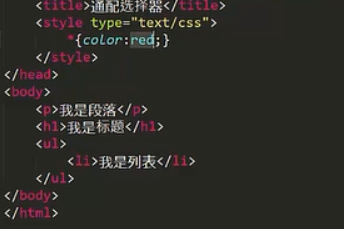 <title>通配选择器</title>
<style type="text/css">
*{color:red;}
</style>
</head>
<body>
<p>我是段落</p>
<h1>我是标题</h1>
<ul>
<li>我是列表</li>
</ul>
</body>
</html>